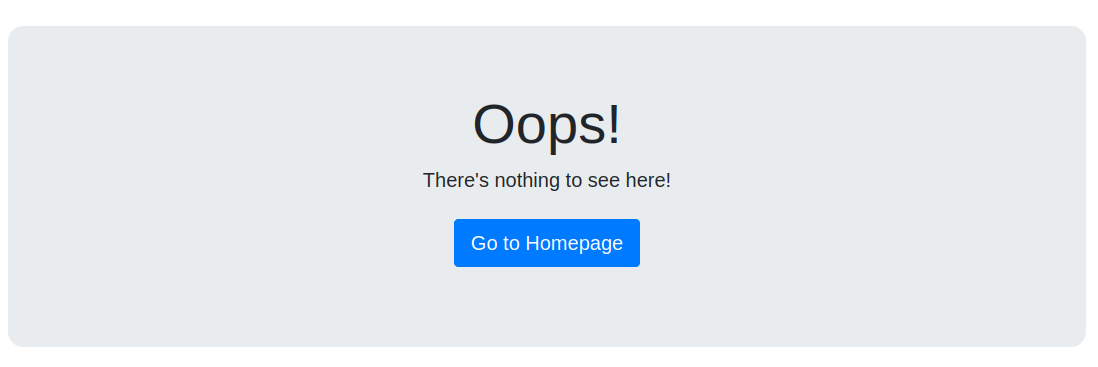 Oops!
There's nothing to see here!
Go to Homepage